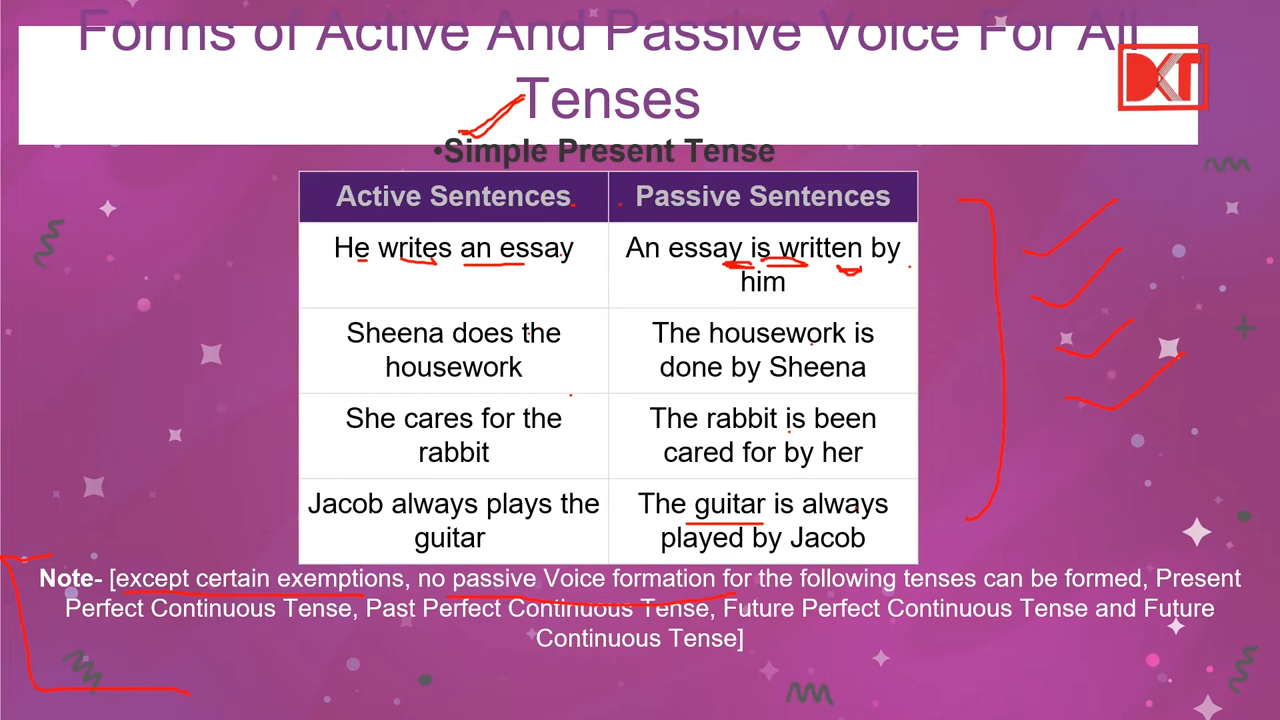 Forms of Active And Passive Voice For All
Tenses
DKT
•Simple Present Tense
Active Sentences
Passive Sentences
He writes an essay
An essay is written by
him
Sheena does the
housework
The housework is
done by Sheena
She cares for the
rabbit
The rabbit is been
cared for by her
Jacob always plays the
guitar
The guitar is always
played by Jacob
Note- [except certain exemptions, no passive Voice formation for the following tenses can be formed, Present
Perfect Continuous Tense, Past Perfect Continuous Tense, Future Perfect Continuous Tense and Future
Continuous Tense]